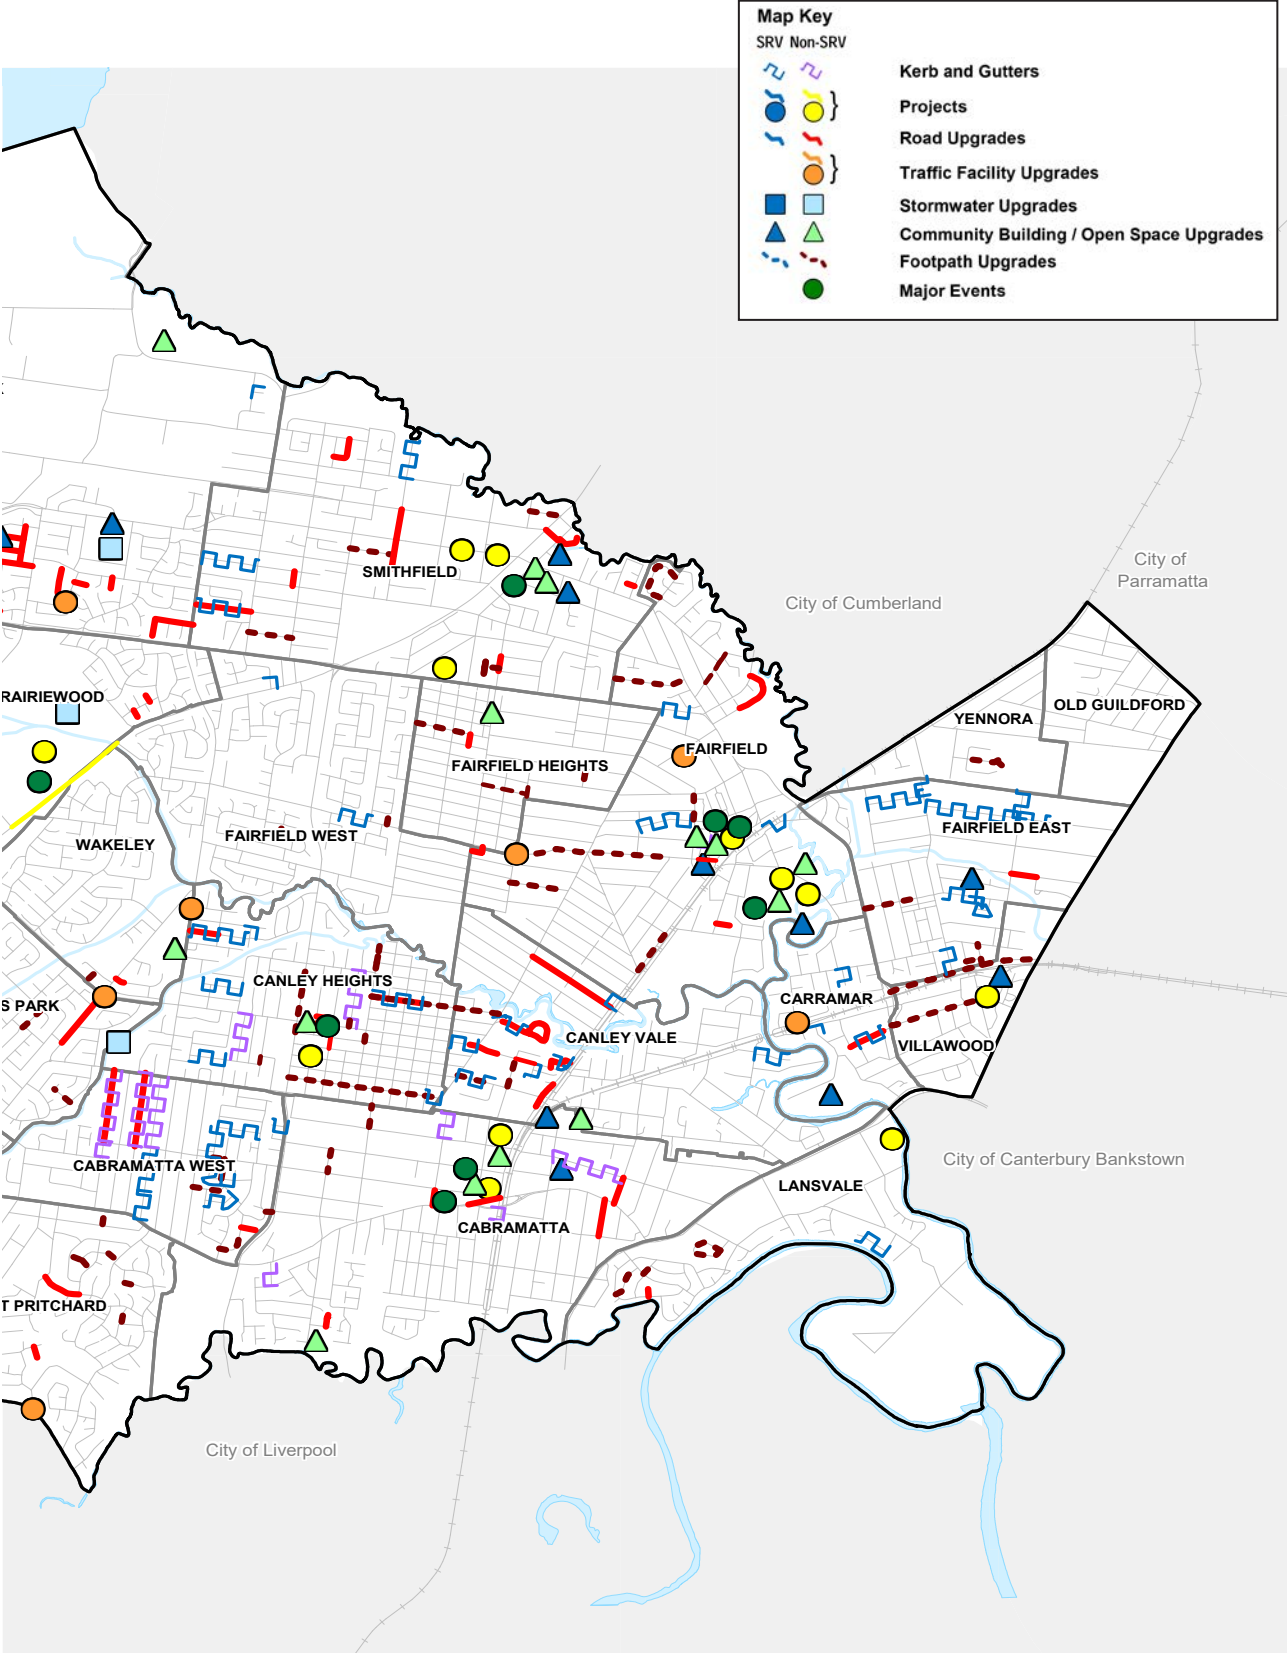 Map Key
SRV Non-SRV
Kerb and Gutters
Projects
Road Upgrades
Traffic Facility Upgrades
Stormwater Upgrades
Community Building / Open Space Upgrades
Footpath Upgrades
Major Events
City of
Parramatta
SMITHFIELD
City of Cumberland
RAIRIEWOOD
OLD GUILDFORD
YENNORA
FAIRFIELD
FAIRFIELD HEIGHTS
FAIRFIELD EAST
FAIRFIELD WEST
WAKELEY
CANLEY HEIGHTS
CARRAMAR
S PARK
CANLEY VALE
VILLAWOOD
City of Canterbury Bankstown
CABRAMATTA WEST
LANSVALE
CABRAMATTA
T PRITCHARD
City of Liverpool